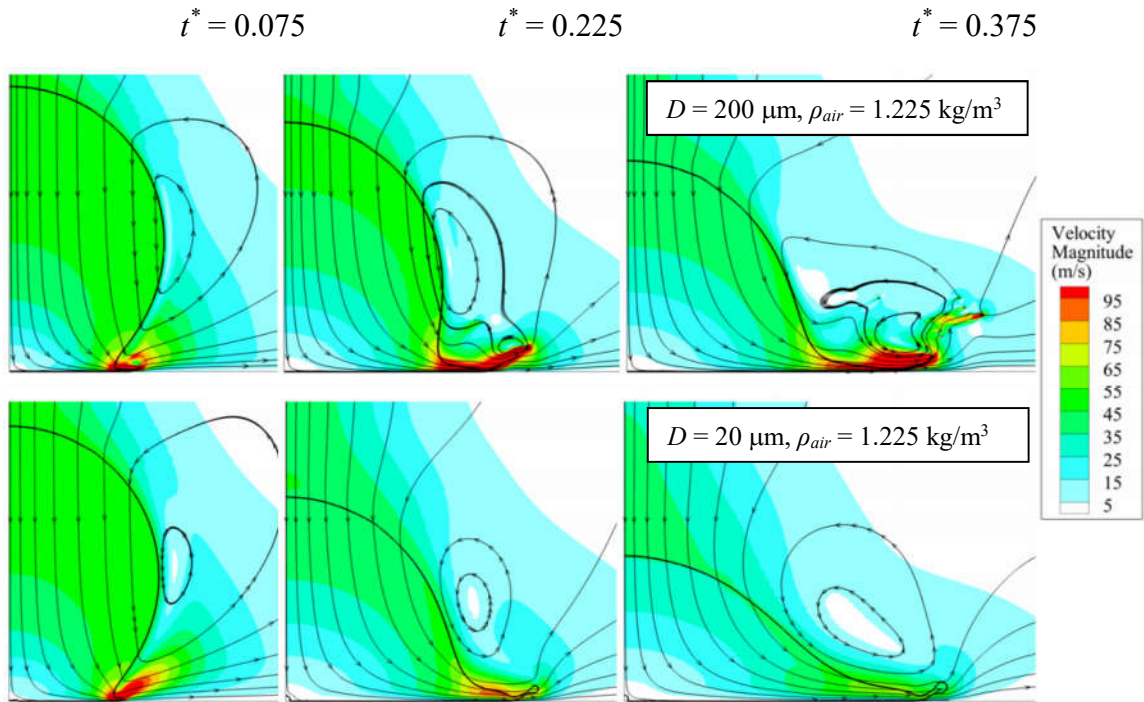 t* = 0.075
t* = 0.225
t* = 0.375
D = 200 µm, ρair = 1.225 kg/m³
Velocity
Magnitude
(m/s)
95
85
75
65
55
45
35
25
15
5
D = 20 µm, ρair = 1.225 kg/m³